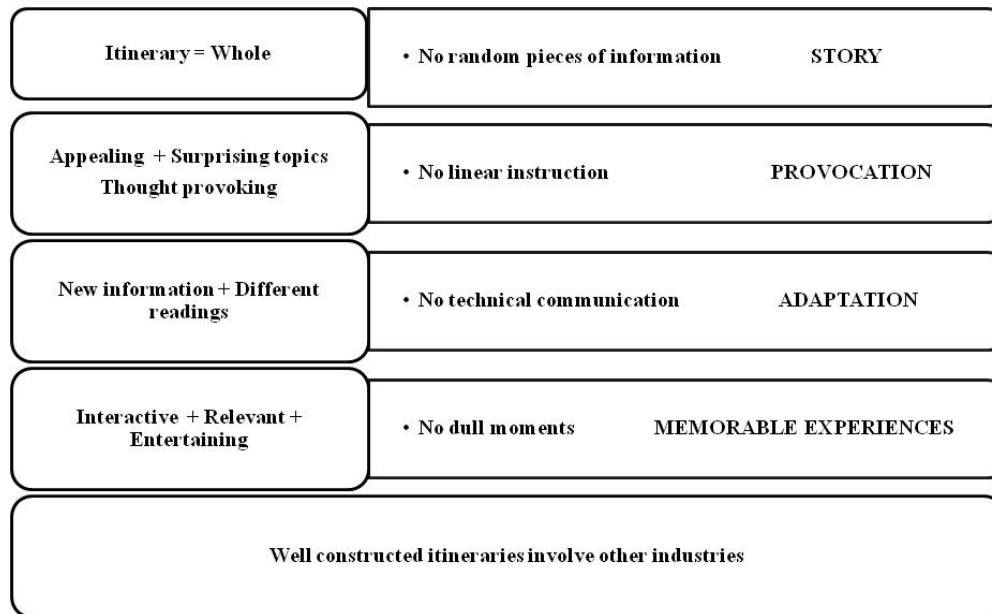 Itinerary = Whole
• No random pieces of information STORY
Appealing + Surprising topics
Thought provoking
• No linear instruction PROVOCATION
New information + Different
readings
• No technical communication ADAPTATION
Interactive + Relevant +
Entertaining
• No dull moments MEMORABLE EXPERIENCES
Well constructed itineraries involve other industries